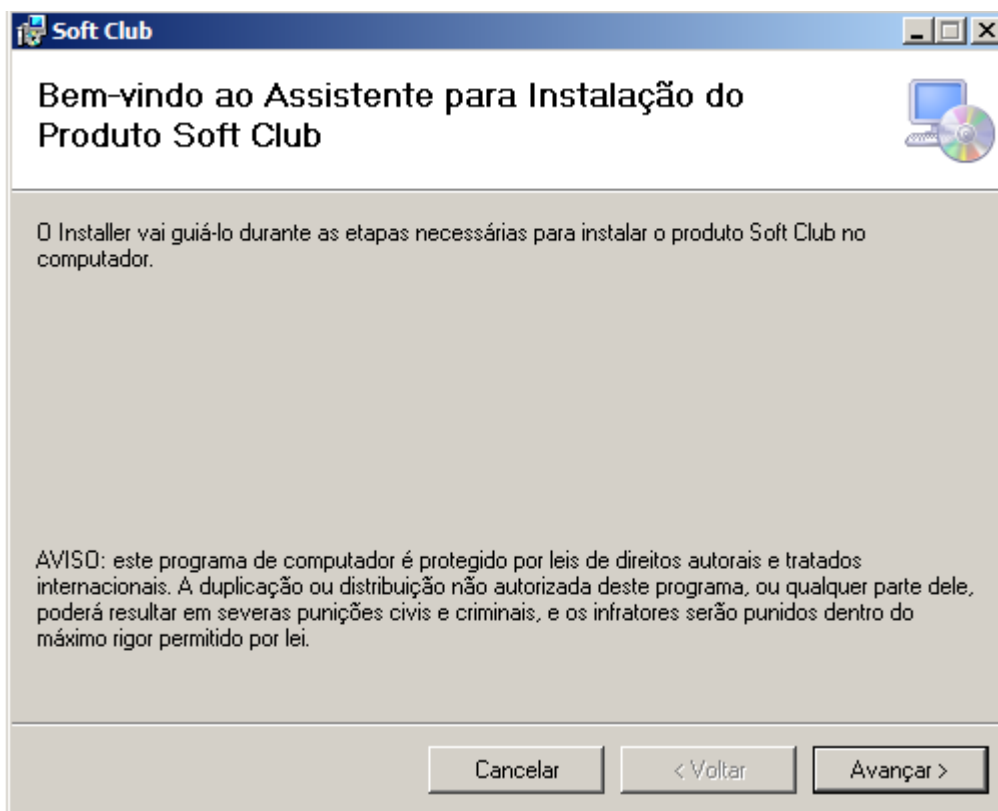 Soft Club
Bem-vindo ao Assistente para Instalação do
Produto Soft Club
O Installer vai guiá-lo durante as etapas necessárias para instalar o produto Soft Club no
computador.
AVISO: este programa de computador é protegido por leis de direitos autorais e tratados
internacionais. A duplicação ou distribuição não autorizada deste programa, ou qualquer parte dele,
poderá resultar em severas punições civis e criminais, e os infratores serão punidos dentro do
máximo rigor permitido por lei.
Cancelar
< Voltar
Avançar >